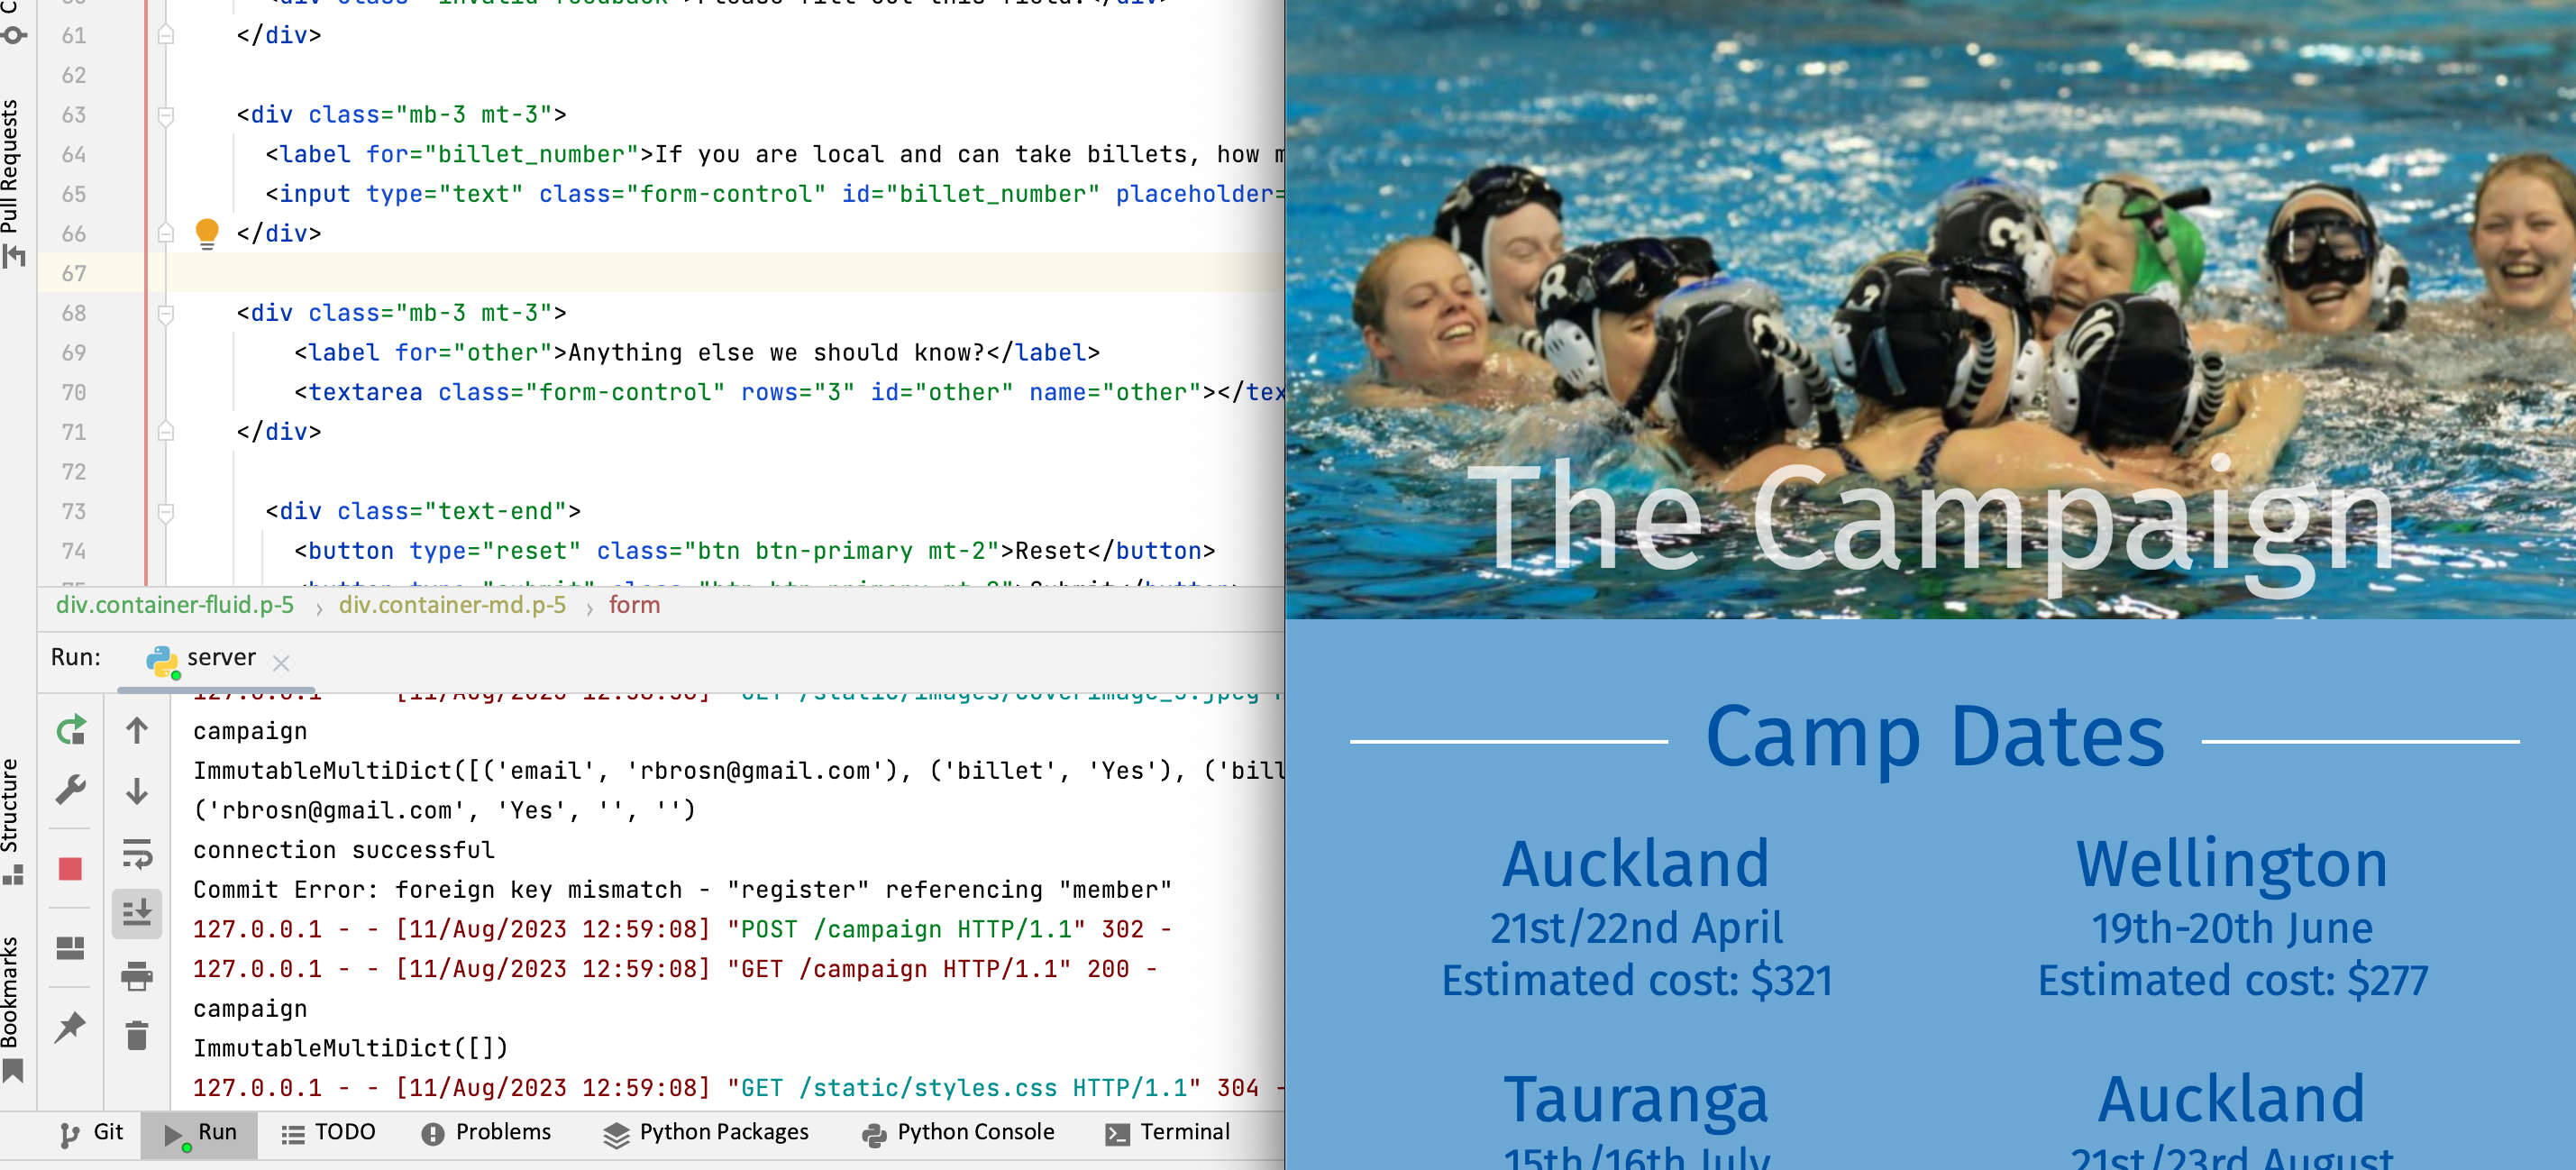 Pull Requests
Structure
Bookmarks
61 </div>
62
63 <div class="mb-3 mt-3">
64 <label for="billet_number">If you are local and can take billets, how
65 <input type="text" class="form-control" id="billet_number" placeholder=
66 </div>
67
68 <div class="mb-3 mt-3">
69 <label for="other">Anything else we should know?</label>
70 <textarea class="form-control" rows="3" id="other" name="other"></tex
71 </div>
72
73 <div class="text-end">
74 <button type="reset" class="btn btn-primary mt-2">Reset</button>
div.container-fluid.p-5 › div.container-md.p-5 › form
Run: server
campaign
ImmutableMultiDict([('email', 'rbrosn@gmail.com'), ('billet', 'Yes'), ('bill
('rbrosn@gmail.com', 'Yes', '', '')
connection successful
Commit Error: foreign key mismatch - "register" referencing "member"
127.0.0.1 - - [11/Aug/2023 12:59:08] "POST /campaign HTTP/1.1" 302 -
127.0.0.1 - - [11/Aug/2023 12:59:08] "GET /campaign HTTP/1.1" 200 -
campaign
ImmutableMultiDict([])
127.0.0.1 - - [11/Aug/2023 12:59:08] "GET /static/styles.css HTTP/1.1" 304 -
Git Run TODO Problems Python Packages Python Console Terminal
The Campaign
Camp Dates
Auckland
21st/22nd April
Estimated cost: $321
Wellington
19th-20th June
Estimated cost: $277
Tauranga
15th/16th July
Auckland
21st/23rd August